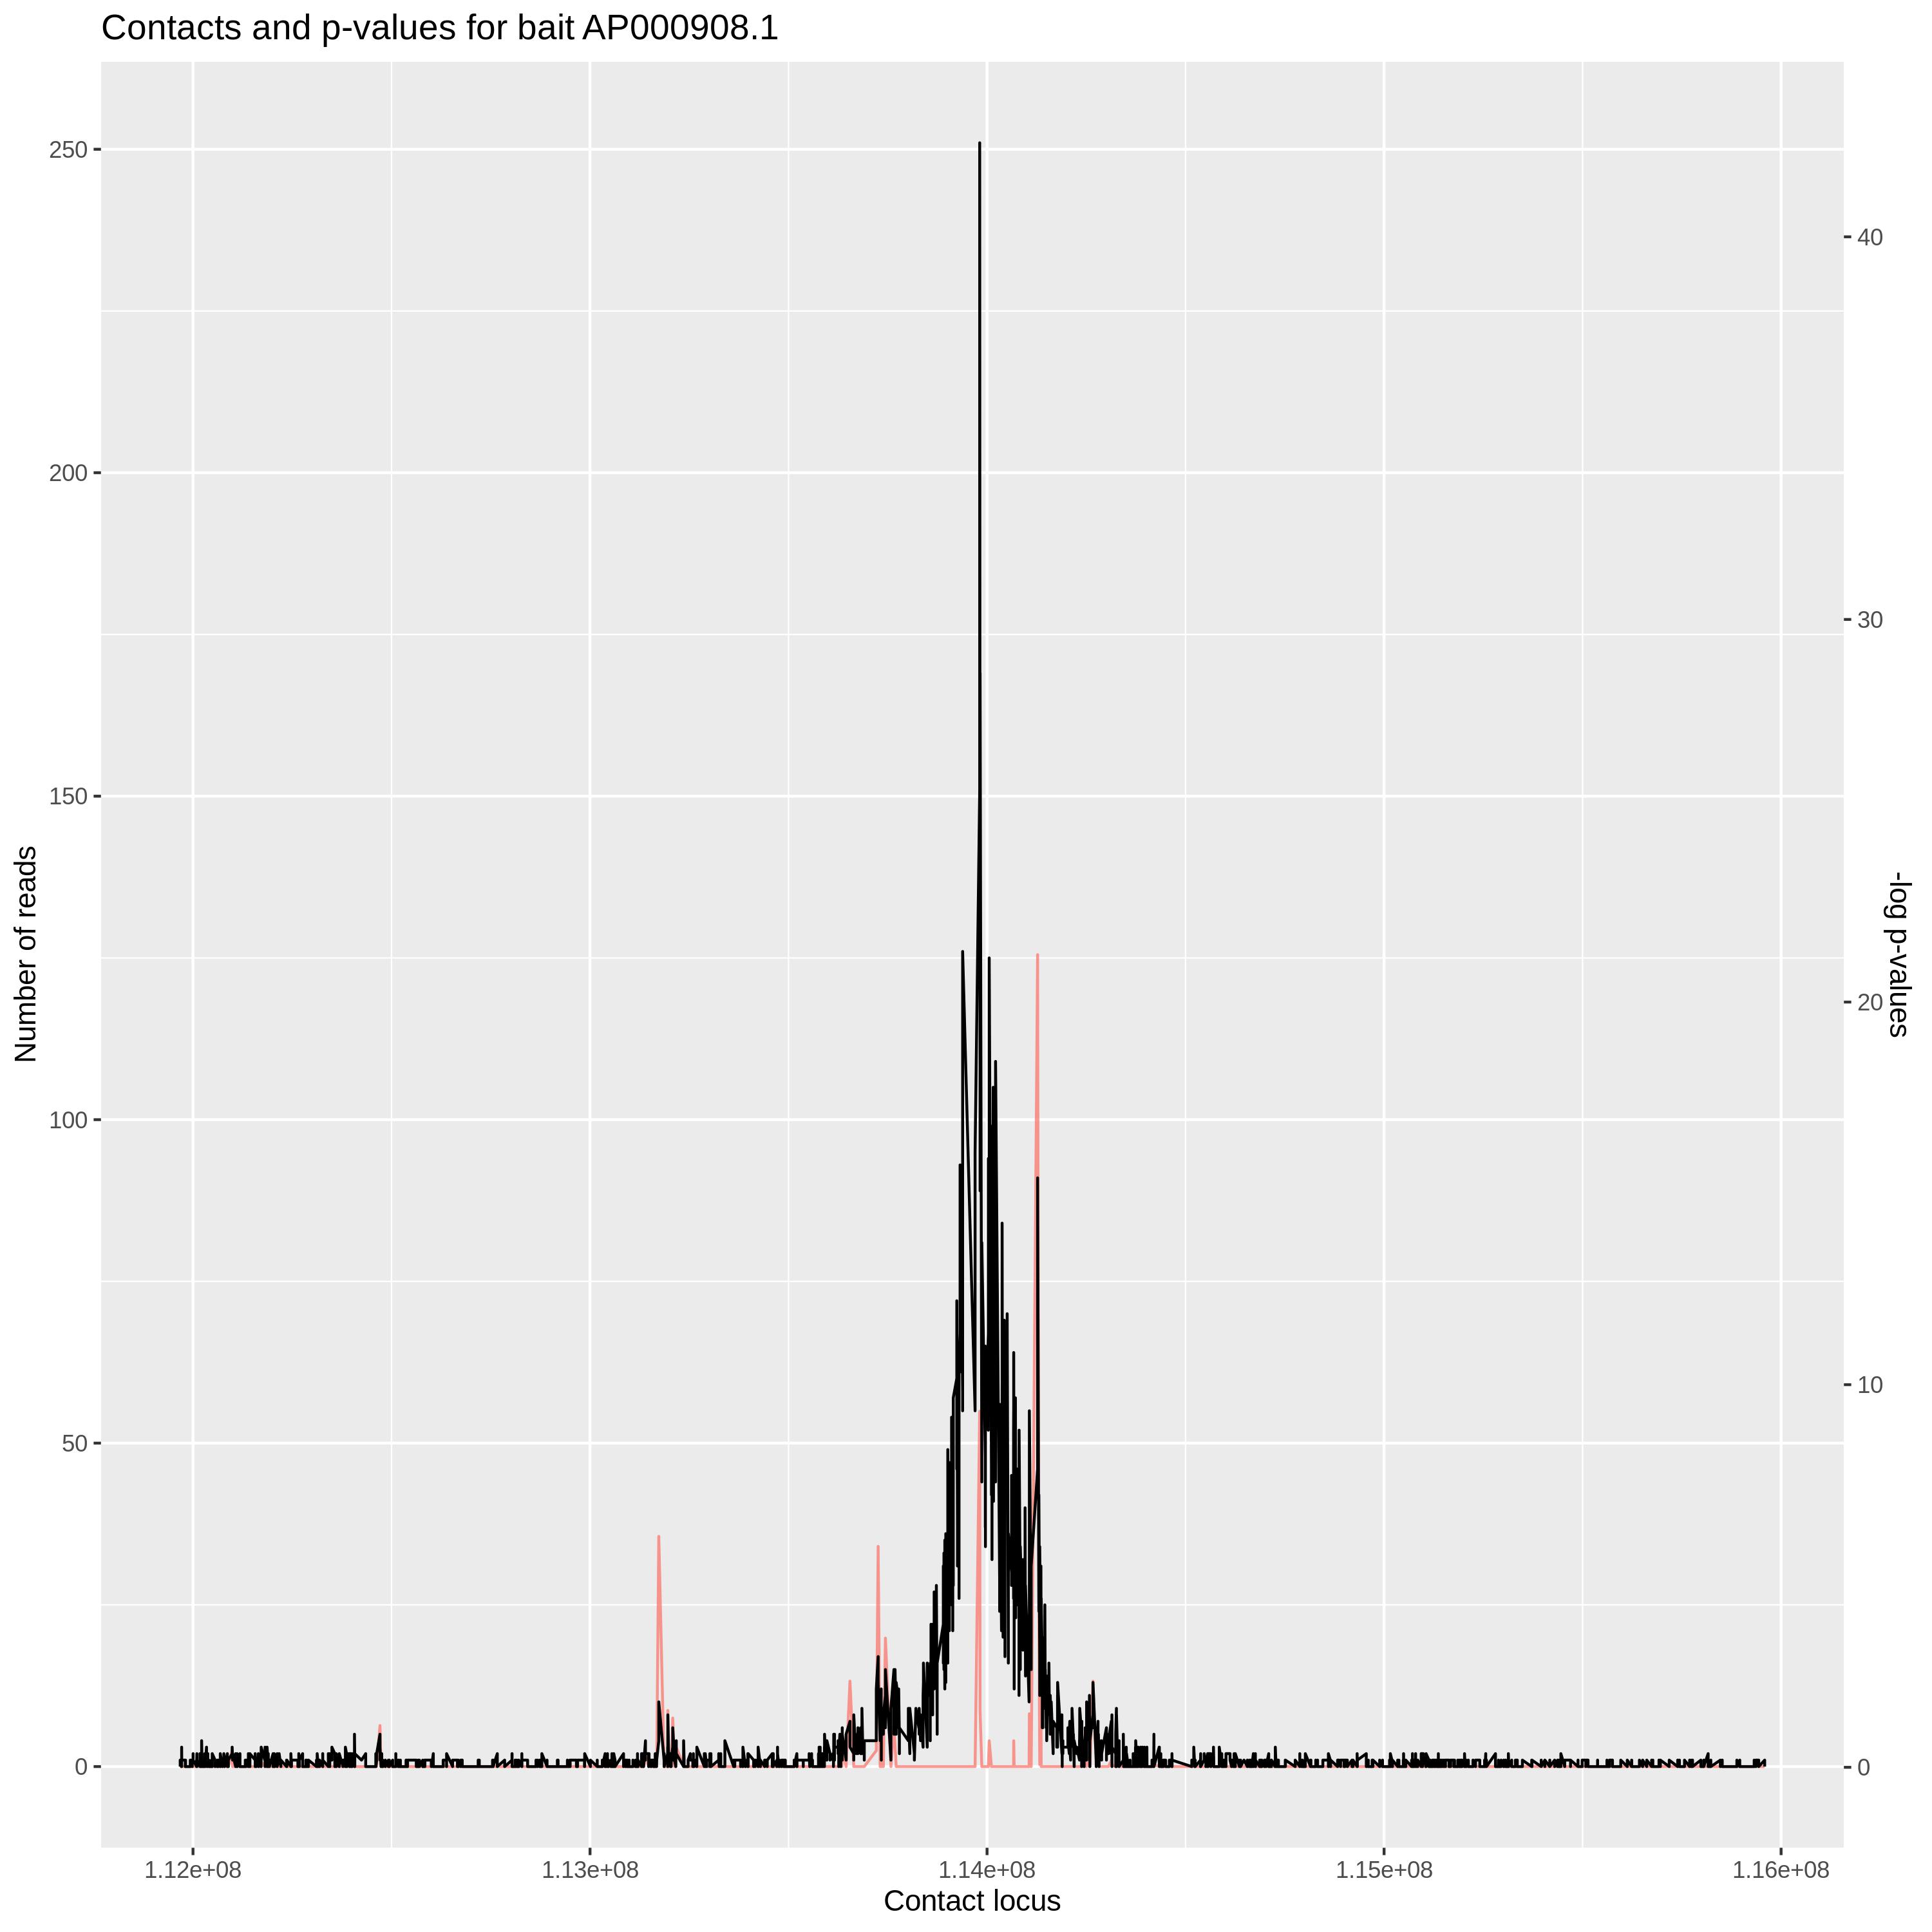 Contacts and p-values for bait AP000908.1
250
200
150
100
50
0
Number of reads
40
30
20
10
0
-log p-values
1.12e+08
1.13e+08
1.14e+08
1.15e+08
1.16e+08
Contact locus